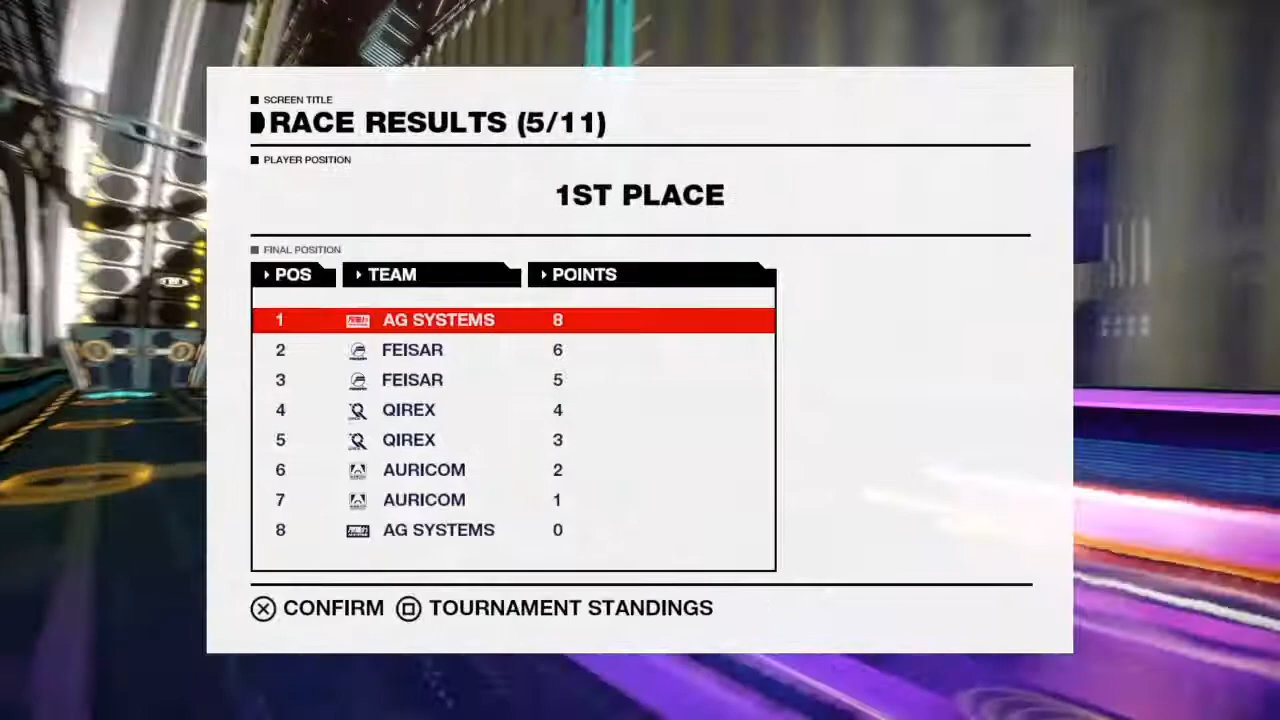 SCREEN TITLE
RACE RESULTS (5/11)
PLAYER POSITION
1ST PLACE
FINAL POSITION
POS TEAM POINTS
1 AG SYSTEMS 8
2 FEISAR 6
3 FEISAR 5
4 QIREX 4
5 QIREX 3
6 AURICOM 2
7 AURICOM 1
8 AG SYSTEMS 0
CONFIRM TOURNAMENT STANDINGS